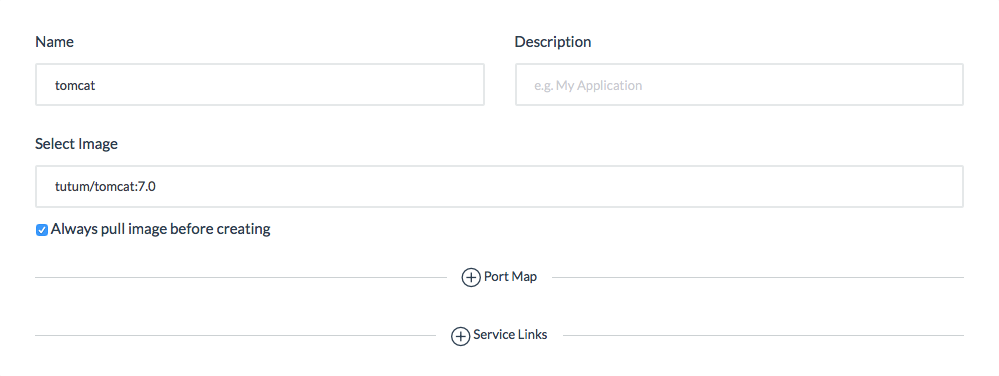 Name
Description
tomcat
e.g. My Application
Select Image
tutum/tomcat:7.0
Always pull image before creating
Port Map
Service Links